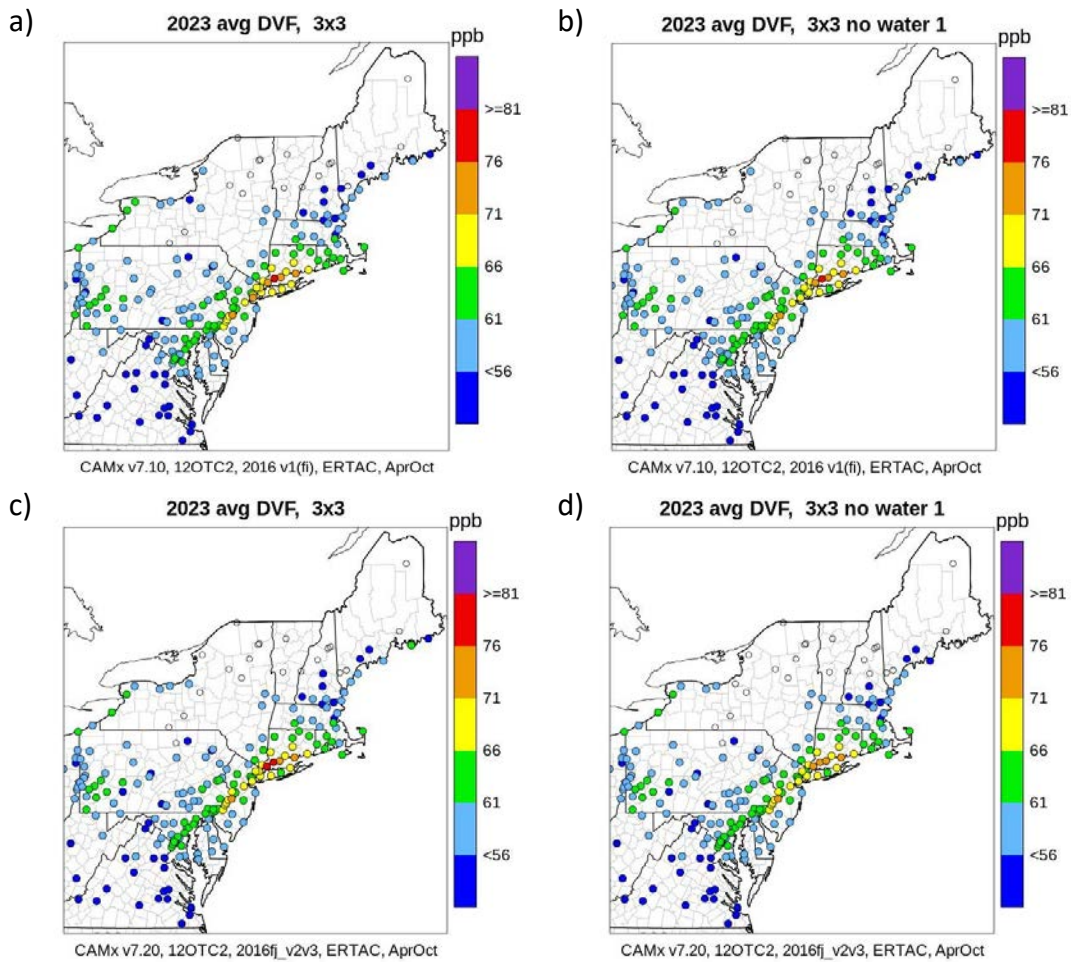 a)
2023 avg DVF, 3x3
ppb
>=81
76
71
66
61
<56
CAMx v7.10, 12OTC2, 2016 v1(fi), ERTAC, AprOct
b)
2023 avg DVF, 3x3 no water 1
ppb
>=81
76
71
66
61
<56
CAMx v7.10, 12OTC2, 2016 v1(fi), ERTAC, AprOct
c)
2023 avg DVF, 3x3
ppb
>=81
76
71
66
61
<56
CAMx v7.20, 12OTC2, 2016fj_v2v3, ERTAC, AprOct
d)
2023 avg DVF, 3x3 no water 1
ppb
>=81
76
71
66
61
<56
CAMx v7.20, 12OTC2, 2016fj_v2v3, ERTAC, AprOct